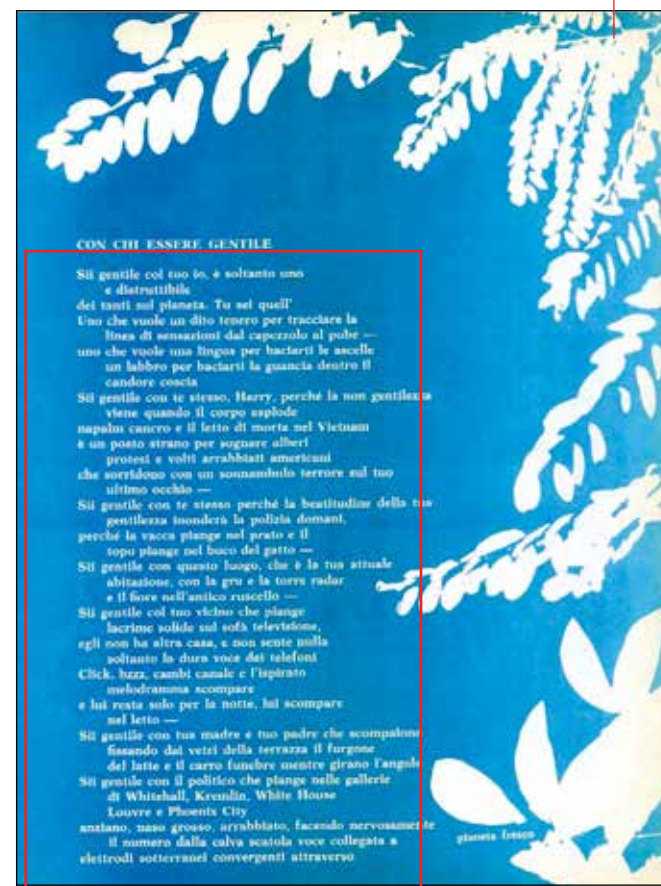 CON CHI ESSERE GENTILE
Sii gentile col tuo io, è soltanto uno
e distruttibile
dei tanti sul pianeta. Tu sei quell'
Uno che vuole un dito tenero per tracciare la
linea di sensazioni dal capezzolo al pube —
uno che vuole una lingua per baciarti le ascelle
un labbro per baciarti la guancia dentro il
candore coscia
Sii gentile con te stesso, Harry, perché la non gentilezza
viene quando il corpo esplode
napalm cancro e il letto di morte nel Vietnam
è un posto strano per sognare alberi
protesi e volti arrabbiati americani
che sorridono con un sonnambulo terrore sul tuo
ultimo occhio —
Sii gentile con te stesso perché la beatitudine della tua
gentilezza inonderà la polizia domani,
perché la vacca piange nel prato e il
topo piange nel buco del gatto —
Sii gentile con questo luogo, che è la tua attuale
abitazione, con la gru e la torre radar
e il fiore nell'antico ruscello —
Sii gentile col tuo vicino che piange
lacrime solide sul sofà televisione,
egli non ha altra casa, e non sente nulla
soltanto la dura voce dei telefoni
Click, bzzz, cambi canale e l'ispirato
melodramma scompare
e lui resta solo per la notte, lui scompare
nel letto —
Sii gentile con tua madre e tuo padre che scompaiono
fissando dai vetri della terrazza il furgone
del latte e il carro funebre mentre girano l'angolo
Sii gentile con il politico che piange nelle gallerie
di Whitehall, Kremlin, White House
Louvre e Phoenix City
anziano, naso grosso, arrabbiato, facendo nervosamente
il numero dalla calva scatola voce collegata a
elettrodi sotterranei convergenti attraverso
pianeta fresco